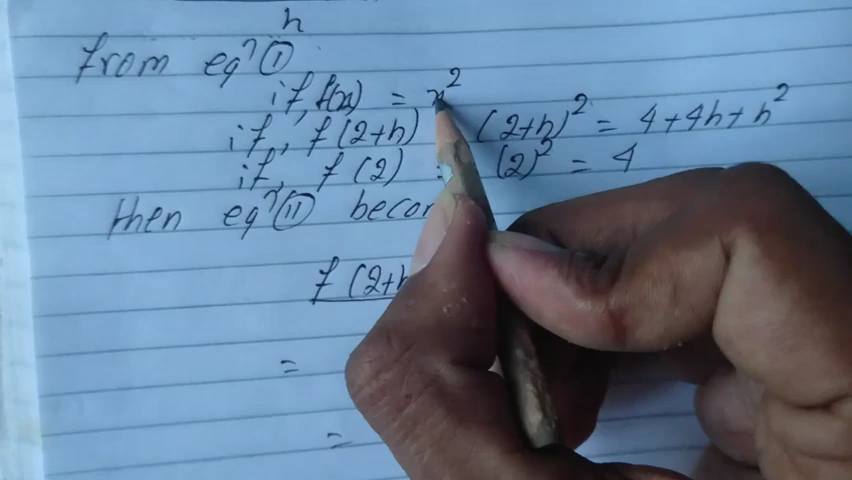 h
from eqⁿ ①
if, f(x) = x²
if, f(2+h) (2+h)² = 4+4h+h²
if, f(2) (2)² = 4
then eqⁿ ⑪
f(2+h
=
=